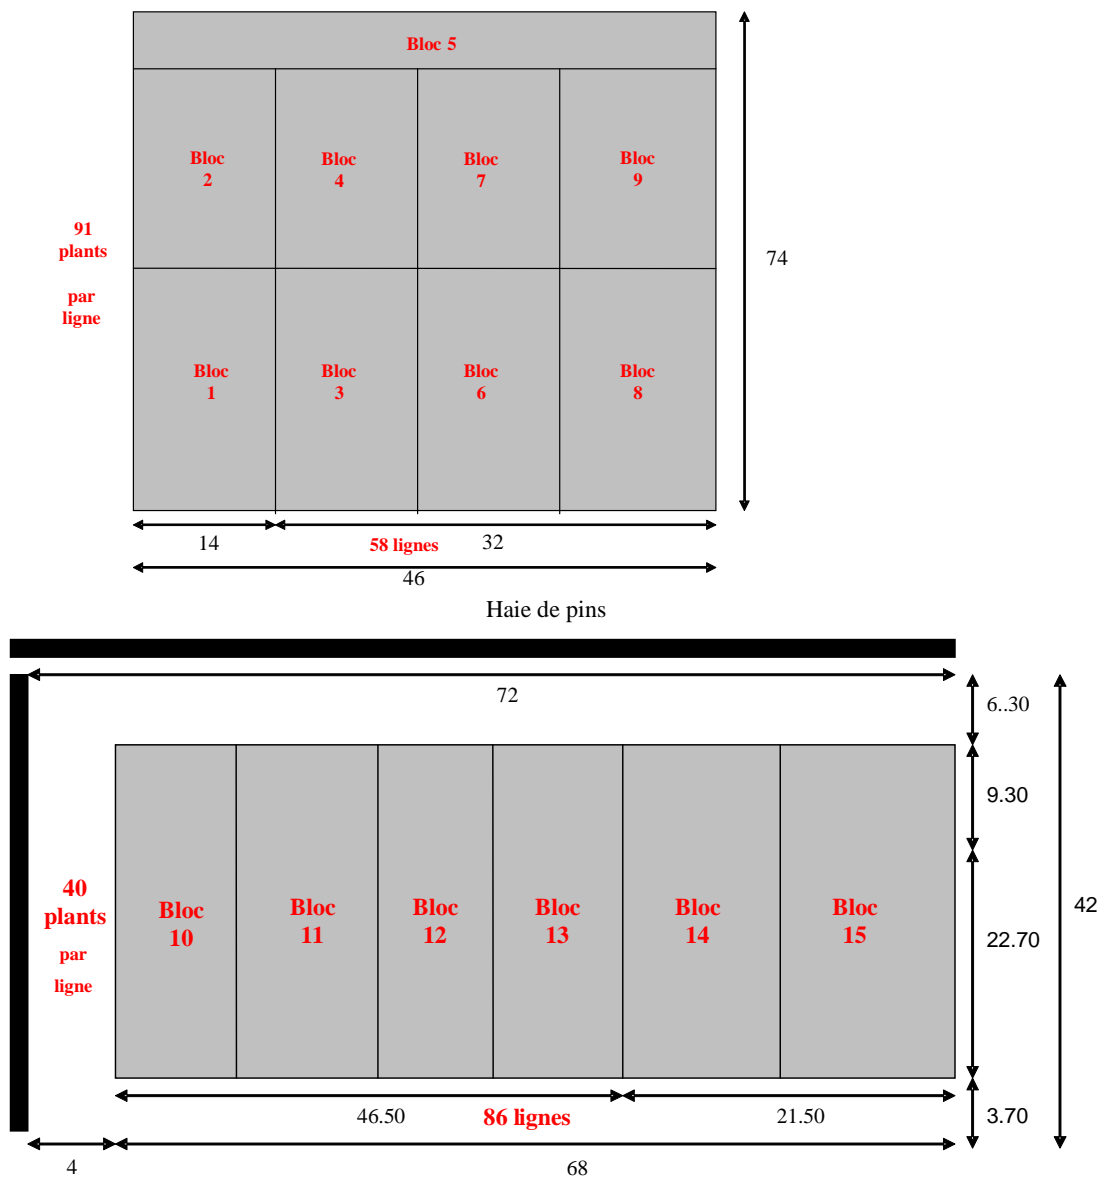 Bloc 5
Bloc
2
Bloc
4
Bloc
7
Bloc
9
91
plants
par
ligne
74
Bloc
1
Bloc
3
Bloc
6
Bloc
8
14
58 lignes
32
46
Haie de pins
72
6..30
9.30
40
plants
par
ligne
Bloc
10
Bloc
11
Bloc
12
Bloc
13
Bloc
14
Bloc
15
42
22.70
46.50
86 lignes
21.50
3.70
4
68